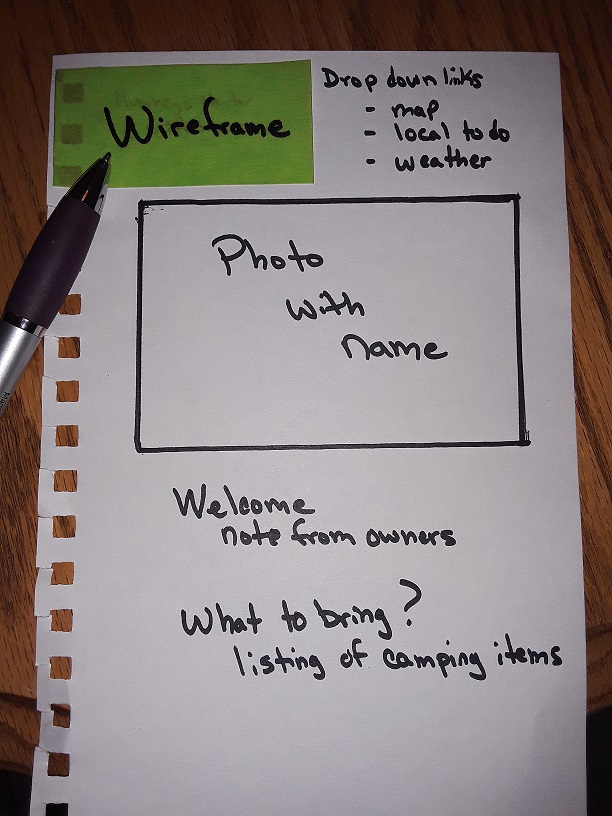 Wireframe
Drop down links
- map
- local to do
- weather
Photo
with
name
Welcome
note from owners
What to bring?
listing of camping items